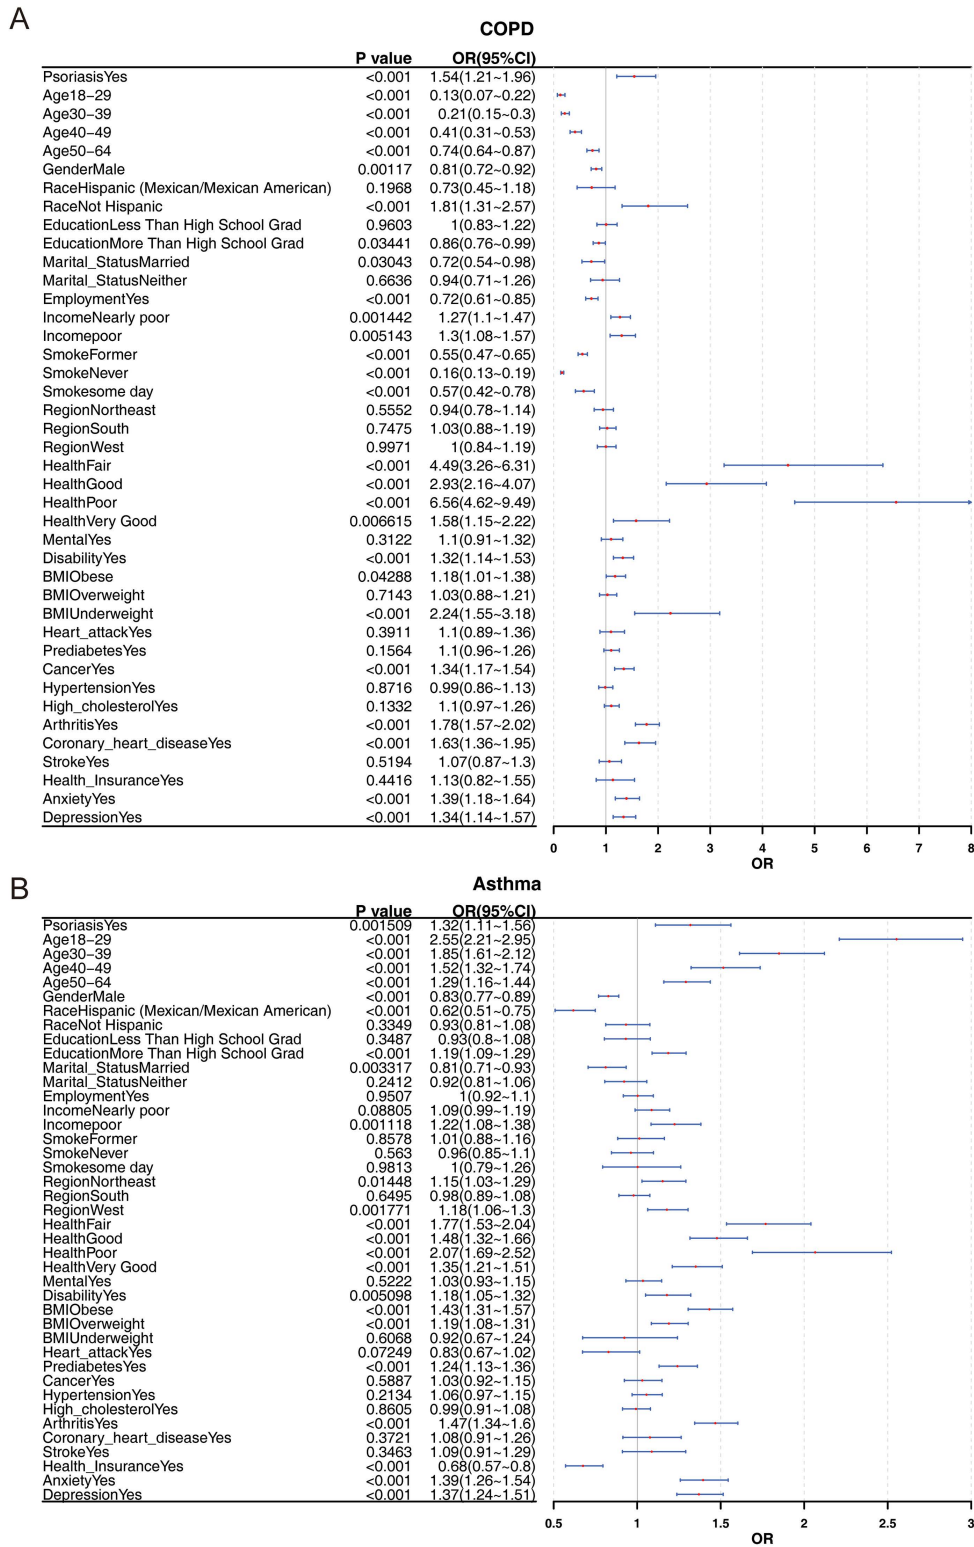 A
COPD
P value OR(95%CI)
PsoriasisYes <0.001 1.54(1.21~1.96)
Age18−29 <0.001 0.13(0.07~0.22)
Age30−39 <0.001 0.21(0.15~0.3)
Age40−49 <0.001 0.41(0.31~0.53)
Age50−64 <0.001 0.74(0.64~0.87)
GenderMale 0.00117 0.81(0.72~0.92)
RaceHispanic (Mexican/Mexican American) 0.1968 0.73(0.45~1.18)
RaceNot Hispanic <0.001 1.81(1.31~2.57)
EducationLess Than High School Grad 0.9603 1(0.83~1.22)
EducationMore Than High School Grad 0.03441 0.86(0.76~0.99)
Marital_StatusMarried 0.03043 0.72(0.54~0.98)
Marital_StatusNeither 0.6636 0.94(0.71~1.26)
EmploymentYes <0.001 0.72(0.61~0.85)
IncomeNearly poor 0.001442 1.27(1.1~1.47)
Incomepoor 0.005143 1.3(1.08~1.57)
SmokeFormer <0.001 0.55(0.47~0.65)
SmokeNever <0.001 0.16(0.13~0.19)
Smokesome day <0.001 0.57(0.42~0.78)
RegionNortheast 0.5552 0.94(0.78~1.14)
RegionSouth 0.7475 1.03(0.88~1.19)
RegionWest 0.9971 1(0.84~1.19)
HealthFair <0.001 4.49(3.26~6.31)
HealthGood <0.001 2.93(2.16~4.07)
HealthPoor <0.001 6.56(4.62~9.49)
HealthVery Good 0.006615 1.58(1.15~2.22)
MentalYes 0.3122 1.1(0.91~1.32)
DisabilityYes <0.001 1.32(1.14~1.53)
BMIObese 0.04288 1.18(1.01~1.38)
BMIOverweight 0.7143 1.03(0.88~1.21)
BMIUnderweight <0.001 2.24(1.55~3.18)
Heart_attackYes 0.3911 1.1(0.89~1.36)
PrediabetesYes 0.1564 1.1(0.96~1.26)
CancerYes <0.001 1.34(1.17~1.54)
HypertensionYes 0.8716 0.99(0.86~1.13)
High_cholesterolYes 0.1332 1.1(0.97~1.26)
ArthritisYes <0.001 1.78(1.57~2.02)
Coronary_heart_diseaseYes <0.001 1.63(1.36~1.95)
StrokeYes 0.5194 1.07(0.87~1.3)
Health_InsuranceYes 0.4416 1.13(0.82~1.55)
AnxietyYes <0.001 1.39(1.18~1.64)
DepressionYes <0.001 1.34(1.14~1.57)
0 1 2 3 4 5 6 7 8
OR
B
Asthma
P value OR(95%CI)
PsoriasisYes 0.001509 1.32(1.11~1.56)
Age18−29 <0.001 2.55(2.21~2.95)
Age30−39 <0.001 1.85(1.61~2.12)
Age40−49 <0.001 1.52(1.32~1.74)
Age50−64 <0.001 1.29(1.16~1.44)
GenderMale <0.001 0.83(0.77~0.89)
RaceHispanic (Mexican/Mexican American) <0.001 0.62(0.51~0.75)
RaceNot Hispanic 0.3349 0.93(0.81~1.08)
EducationLess Than High School Grad 0.3487 0.93(0.8~1.08)
EducationMore Than High School Grad <0.001 1.19(1.09~1.29)
Marital_StatusMarried 0.003317 0.81(0.71~0.93)
Marital_StatusNeither 0.2412 0.92(0.81~1.06)
EmploymentYes 0.9507 1(0.92~1.1)
IncomeNearly poor 0.08805 1.09(0.99~1.19)
Incomepoor 0.001118 1.22(1.08~1.38)
SmokeFormer 0.8578 1.01(0.88~1.16)
SmokeNever 0.563 0.96(0.85~1.1)
Smokesome day 0.9813 1(0.79~1.26)
RegionNortheast 0.01448 1.15(1.03~1.29)
RegionSouth 0.6495 0.98(0.89~1.08)
RegionWest 0.001771 1.18(1.06~1.3)
HealthFair <0.001 1.77(1.53~2.04)
HealthGood <0.001 1.48(1.32~1.66)
HealthPoor <0.001 2.07(1.69~2.52)
HealthVery Good <0.001 1.35(1.21~1.51)
MentalYes 0.5222 1.03(0.93~1.15)
DisabilityYes 0.005098 1.18(1.05~1.32)
BMIObese <0.001 1.43(1.31~1.57)
BMIOverweight <0.001 1.19(1.08~1.31)
BMIUnderweight 0.6068 0.92(0.67~1.24)
Heart_attackYes 0.07249 0.83(0.67~1.02)
PrediabetesYes <0.001 1.24(1.13~1.36)
CancerYes 0.5887 1.03(0.92~1.15)
HypertensionYes 0.2134 1.06(0.97~1.15)
High_cholesterolYes 0.8605 0.99(0.91~1.08)
ArthritisYes <0.001 1.47(1.34~1.6)
Coronary_heart_diseaseYes 0.3721 1.08(0.91~1.26)
StrokeYes 0.3463 1.09(0.91~1.29)
Health_InsuranceYes <0.001 0.68(0.57~0.8)
AnxietyYes <0.001 1.39(1.26~1.54)
DepressionYes <0.001 1.37(1.24~1.51)
0.5 1 1.5 2 2.5 3
OR